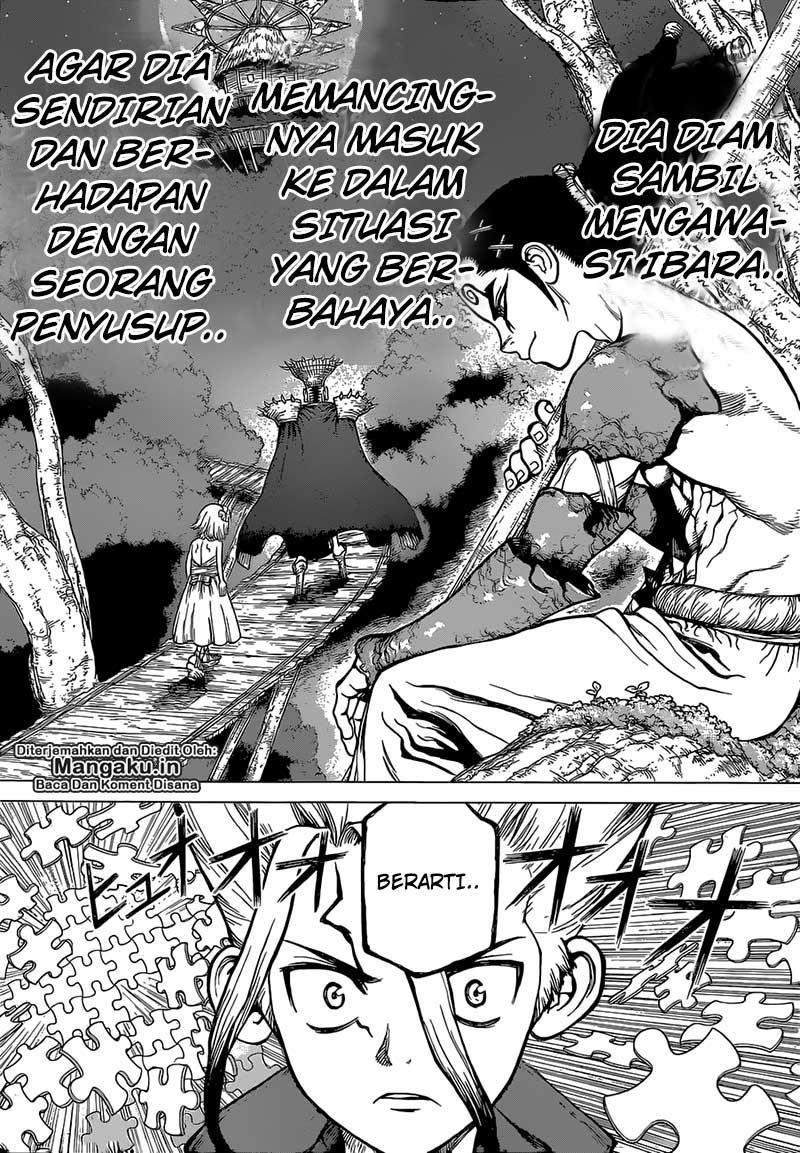 DIA DIAM
SAMBIL
MENGAWA-
SI IBARA..
MEMANCING-
NYA MASUK
KE DALAM
SITUASI
YANG BER-
BAHAYA..
AGAR DIA
SENDIRIAN
DAN BER-
HADAPAN
DENGAN
SEORANG
PENYUSUP..
Diterjemahkan dan Diedit Oleh:
Mangaku.in
Baca Dan Koment Disana
BERARTI..
ヒュオオオオオオ